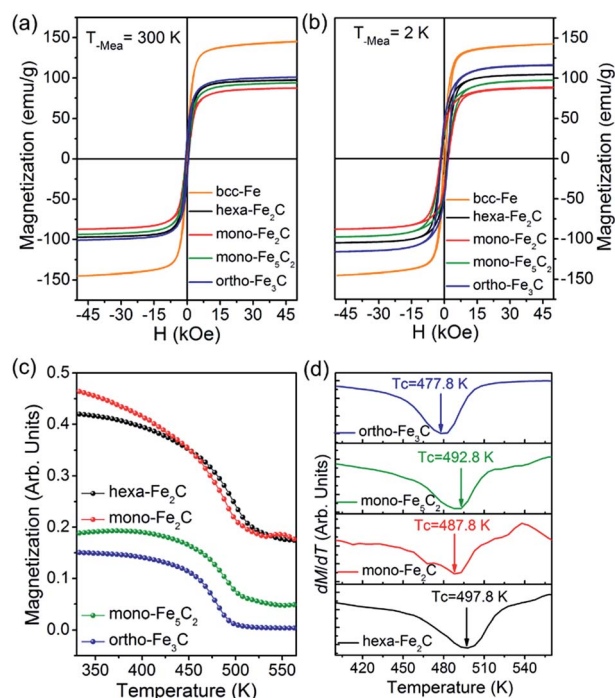 (a)
T-Mea = 300 K
Magnetization (emu/g)
150
100
50
0
-50
-100
-150
bcc-Fe
hexa-Fe₂C
mono-Fe₂C
mono-Fe₅C₂
ortho-Fe₃C
-45 -30 -15 0 15 30 45
H (kOe)
(b)
T-Mea = 2 K
150
100
50
0
-50
-100
-150
Magnetization (emu/g)
bcc-Fe
hexa-Fe₂C
mono-Fe₂C
mono-Fe₅C₂
ortho-Fe₃C
-45 -30 -15 0 15 30 45
H (kOe)
(c)
Magnetization (Arb. Units)
0.5
0.4
0.3
0.2
0.1
0.0
hexa-Fe₂C
mono-Fe₂C
mono-Fe₅C₂
ortho-Fe₃C
350 400 450 500 550
Temperature (K)
(d)
dM/dT (Arb. Units)
Tc=477.8 K
ortho-Fe₃C
Tc=492.8 K
mono-Fe₅C₂
Tc=487.8 K
mono-Fe₂C
Tc=497.8 K
hexa-Fe₂C
420 450 480 510 540
Temperature (K)